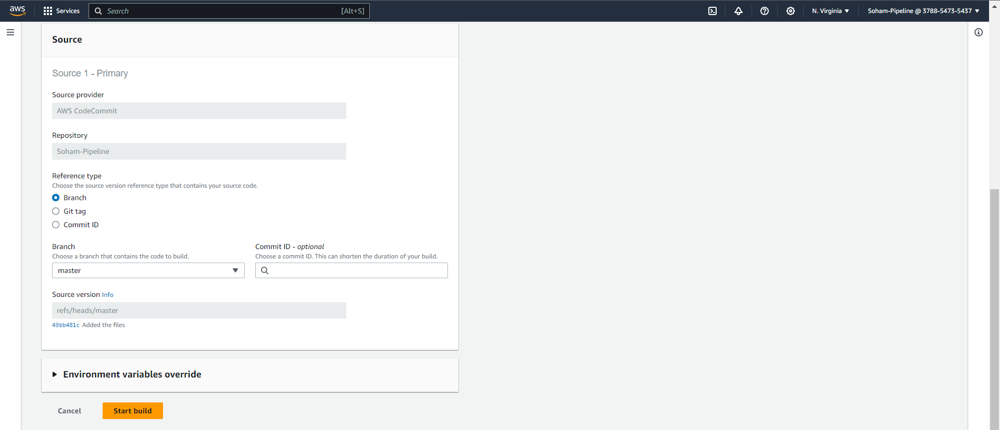 aws
Services
Search [Alt+S]
N. Virginia
Soham-Pipeline @ 3788-5473-5437
Source
Source 1 - Primary
Source provider
AWS CodeCommit
Repository
Soham-Pipeline
Reference type
Choose the source version reference type that contains your source code.
Branch
Git tag
Commit ID
Branch
Choose a branch that contains the code to build.
master
Commit ID - optional
Choose a commit ID. This can shorten the duration of your build.
Source version Info
refs/heads/master
49bb481c Added the files
Environment variables override
Cancel
Start build